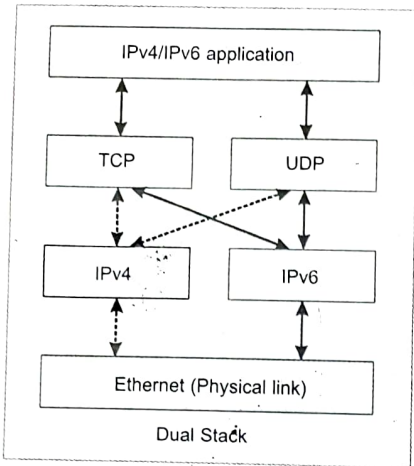 IPv4/IPv6 application
TCP
UDP
IPv4
IPv6
Ethernet (Physical link)
Dual Stack